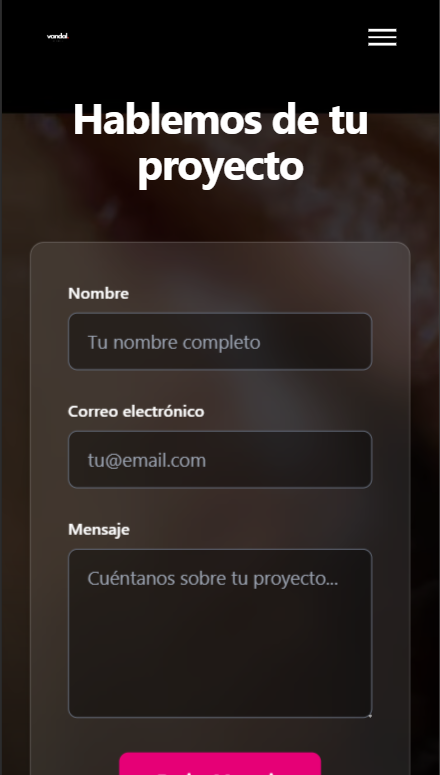 vandal.
Hablemos de tu
proyecto
Nombre
Tu nombre completo
Correo electrónico
tu@email.com
Mensaje
Cuéntanos sobre tu proyecto...